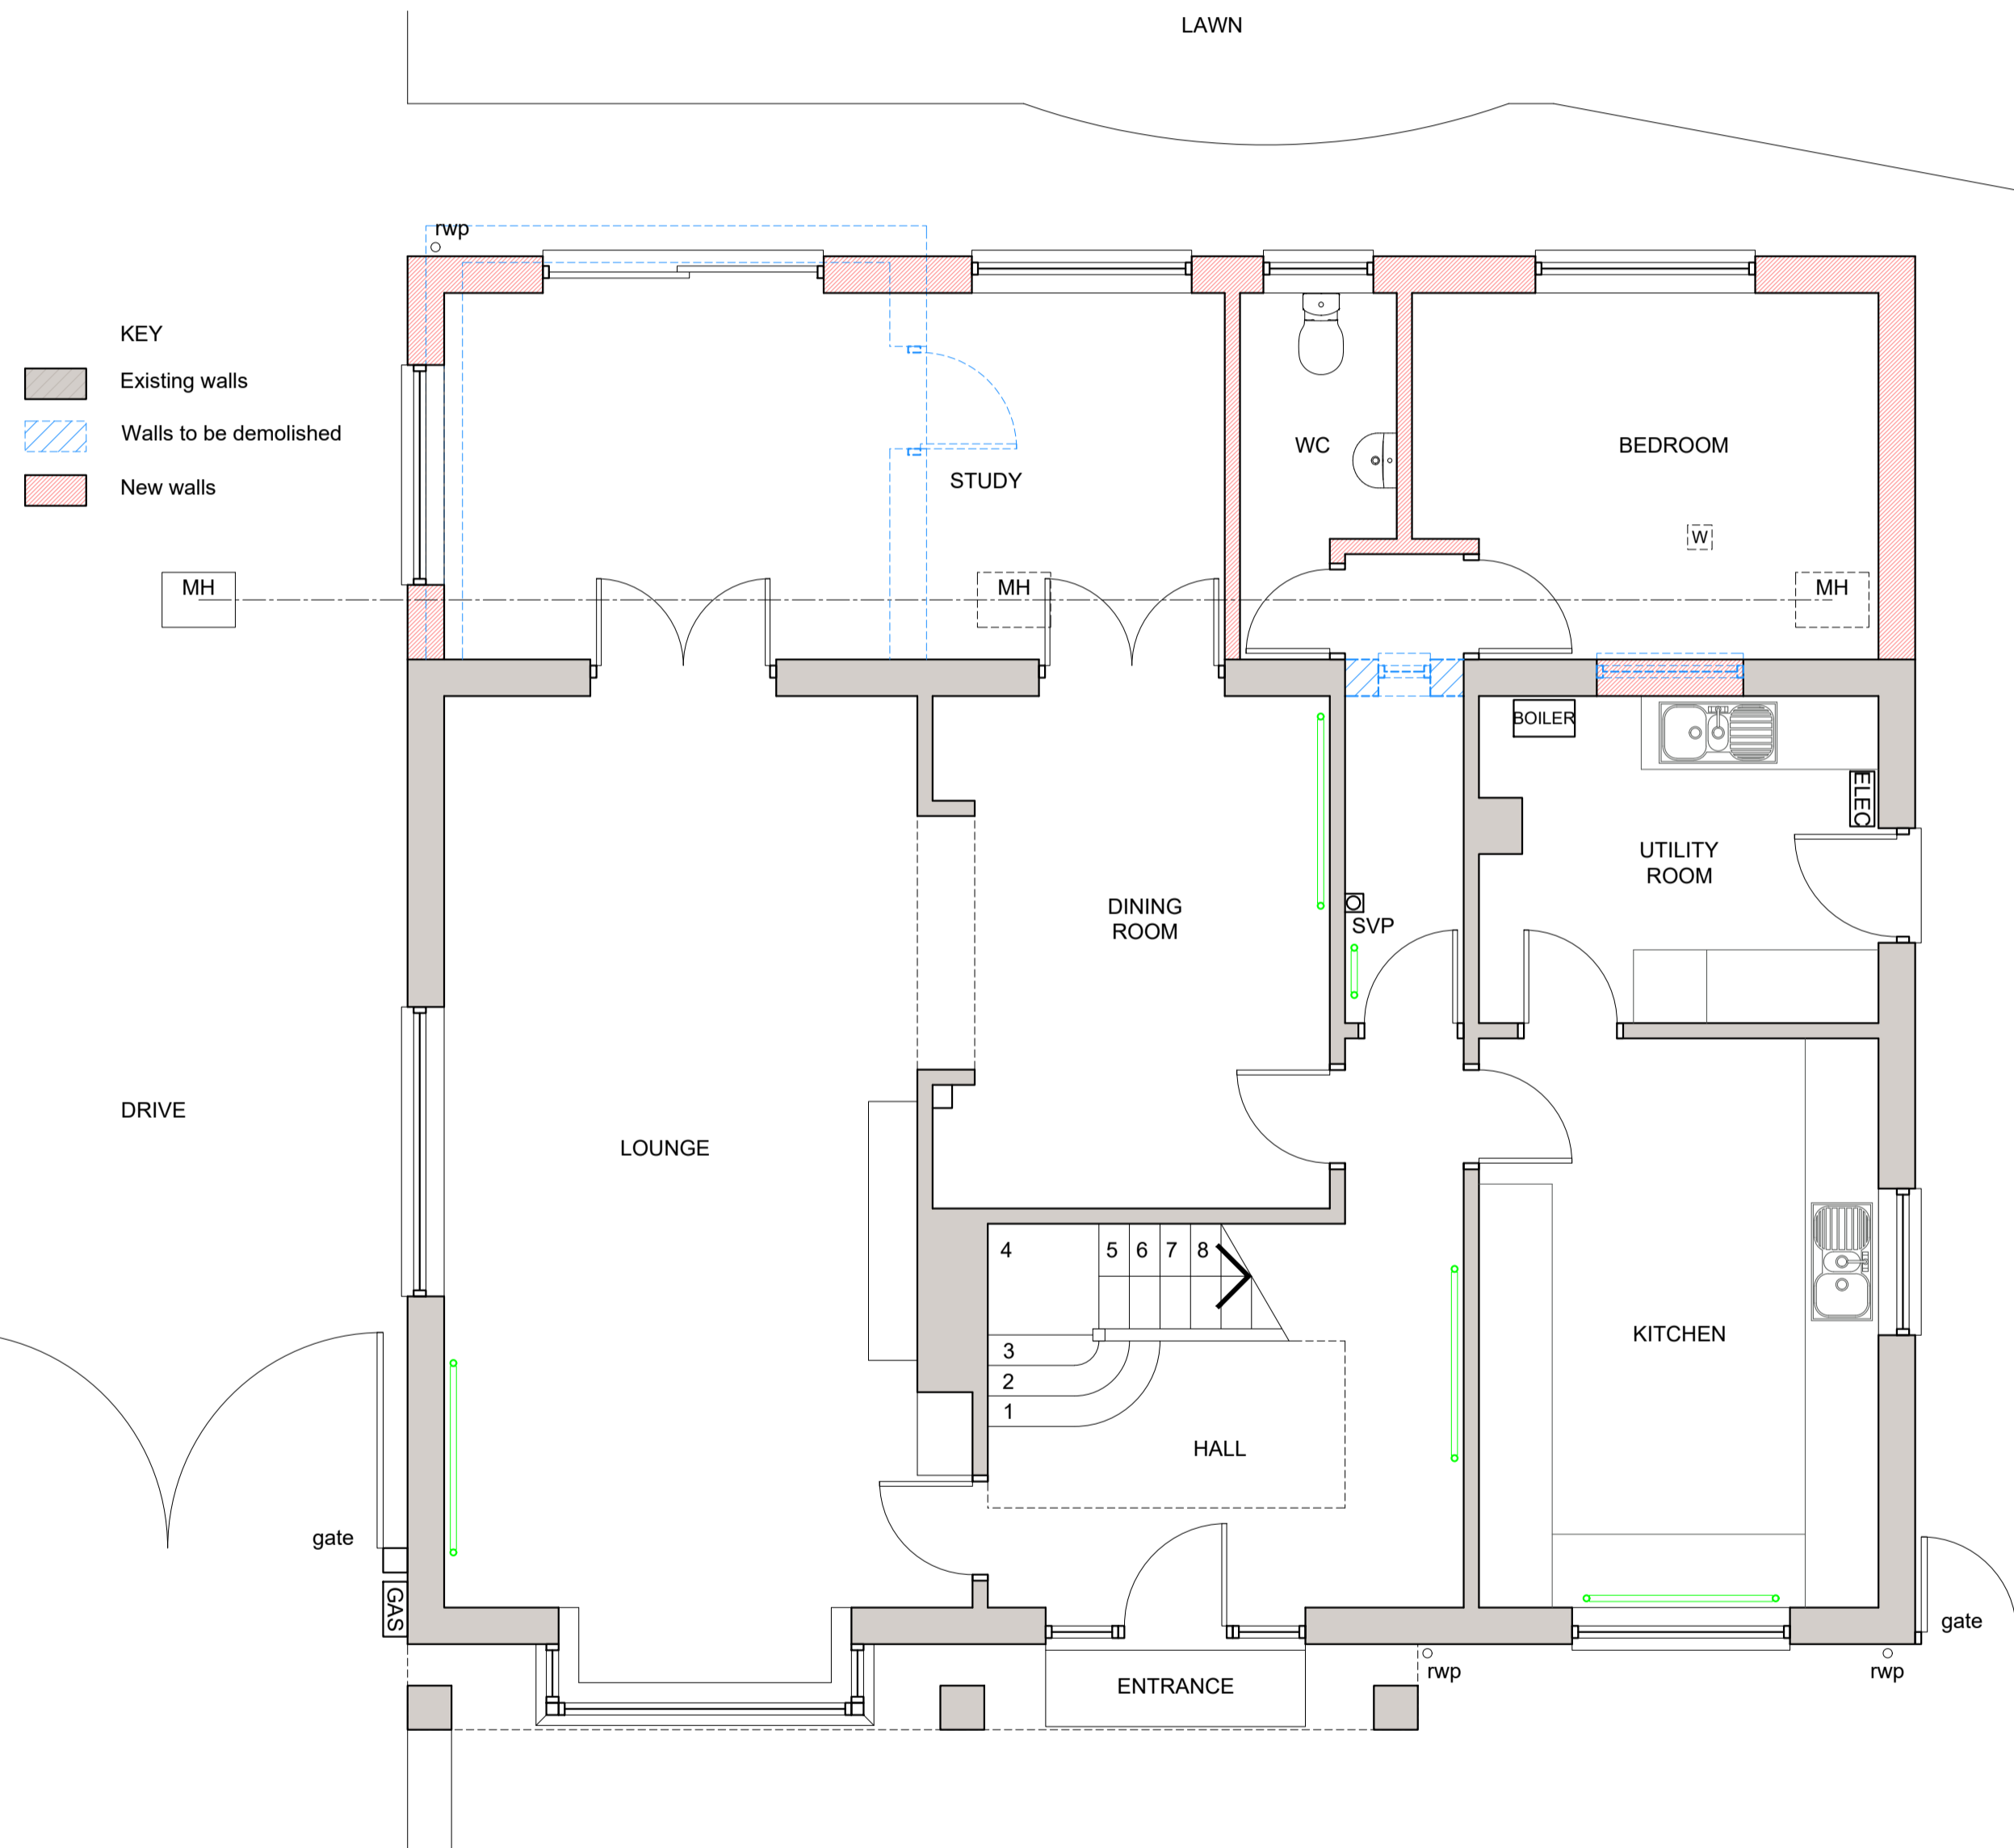 LAWN
rwp
KEY
Existing walls
Walls to be demolished
New walls
WC
BEDROOM
STUDY
W
MH
MH
MH
BOILER
ELEC
UTILITY
ROOM
DINING
ROOM
SVP
DRIVE
LOUNGE
4
5
6
7
8
3
2
1
KITCHEN
HALL
gate
GAS
gate
rwp
rwp
ENTRANCE